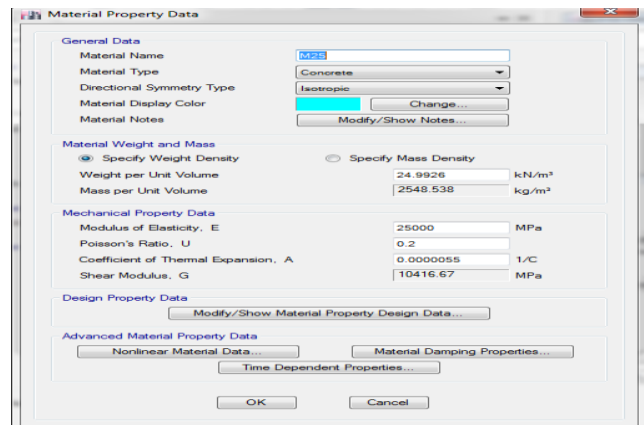 Material Property Data
General Data
Material Name M25
Material Type Concrete
Directional Symmetry Type Isotropic
Material Display Color Change...
Material Notes Modify/Show Notes...
Material Weight and Mass
Specify Weight Density Specify Mass Density
Weight per Unit Volume 24.9926 kN/m³
Mass per Unit Volume 2548.538 kg/m³
Mechanical Property Data
Modulus of Elasticity, E 25000 MPa
Poisson's Ratio, U 0.2
Coefficient of Thermal Expansion, A 0.0000055 1/C
Shear Modulus, G 10416.67 MPa
Design Property Data
Modify/Show Material Property Design Data...
Advanced Material Property Data
Nonlinear Material Data... Material Damping Properties...
Time Dependent Properties...
OK Cancel